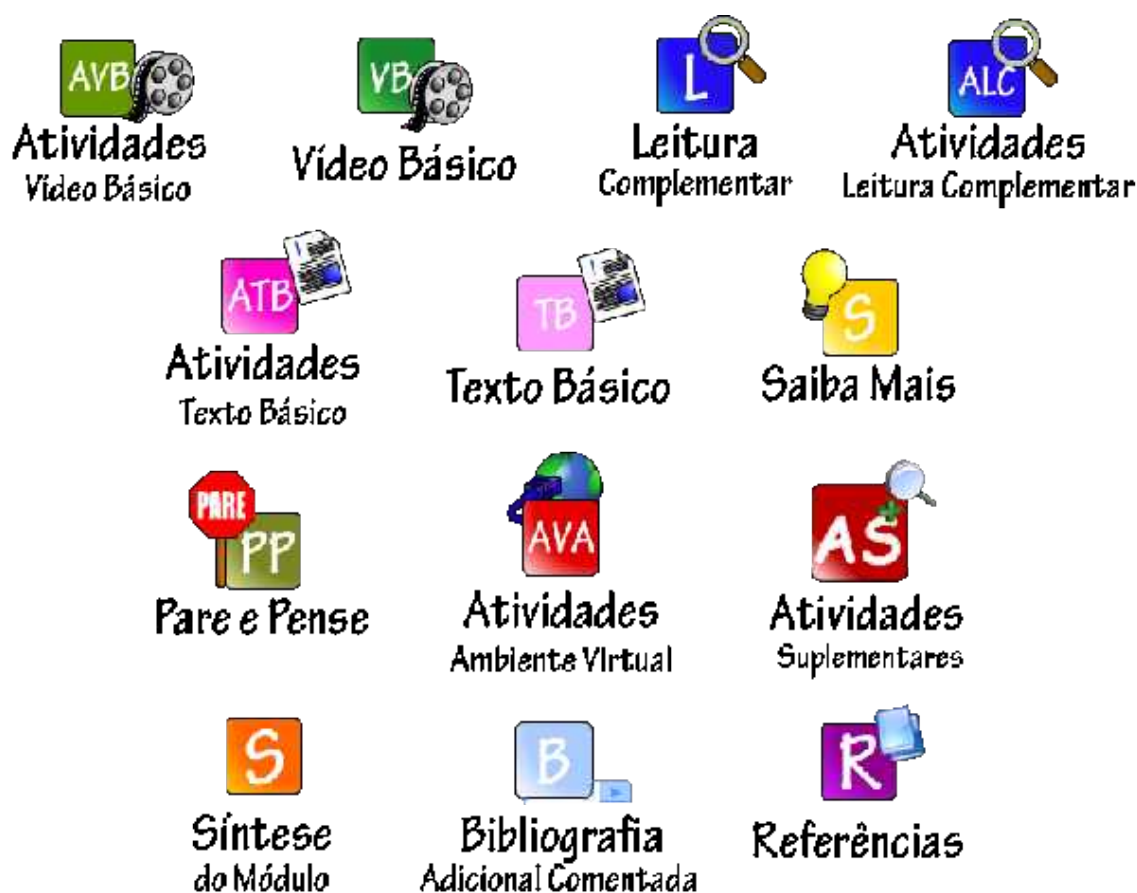 AVB VB L ALC
Atividades Vídeo Básico Leitura Atividades
Vídeo Básico Complementar Leitura Complementar
ATB TB S
Atividades Texto Básico Saiba Mais
Texto Básico
PARE
PP AVA AS
Pare e Pense Atividades Atividades
Ambiente Virtual Suplementares
S B R
Síntese Bibliografia Referências
do Módulo Adicional Comentada